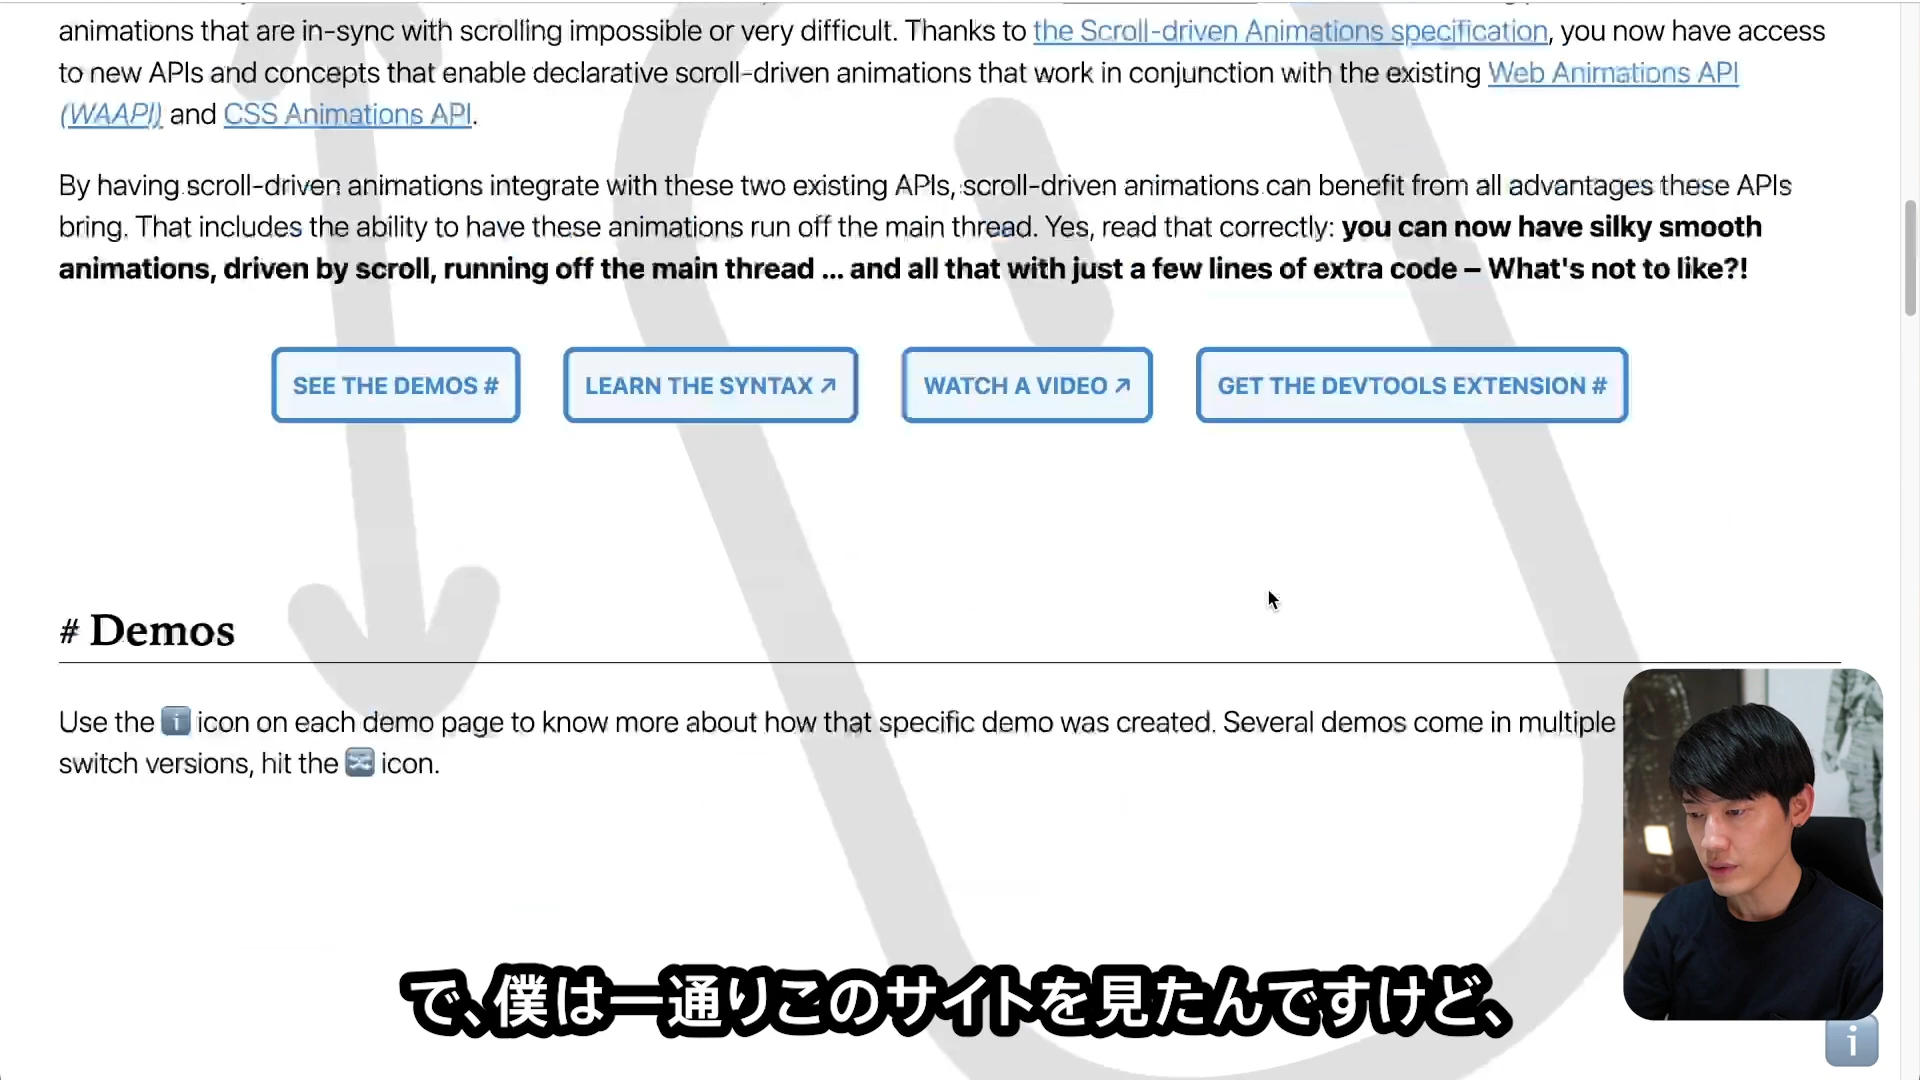 animations that are in-sync with scrolling impossible or very difficult. Thanks to the Scroll-driven Animations specification, you now have access
to new APIs and concepts that enable declarative scroll-driven animations that work in conjunction with the existing Web Animations API
(WAAPI) and CSS Animations API.
By having scroll-driven animations integrate with these two existing APIs, scroll-driven animations can benefit from all advantages these APIs
bring. That includes the ability to have these animations run off the main thread. Yes, read that correctly: you can now have silky smooth
animations, driven by scroll, running off the main thread ... and all that with just a few lines of extra code – What's not to like?!
SEE THE DEMOS #
LEARN THE SYNTAX ↗
WATCH A VIDEO ↗
GET THE DEVTOOLS EXTENSION #
# Demos
Use the i icon on each demo page to know more about how that specific demo was created. Several demos come in multiple
switch versions, hit the 🔀 icon.
で、僕は一通りこのサイトを見たんですけど、
i